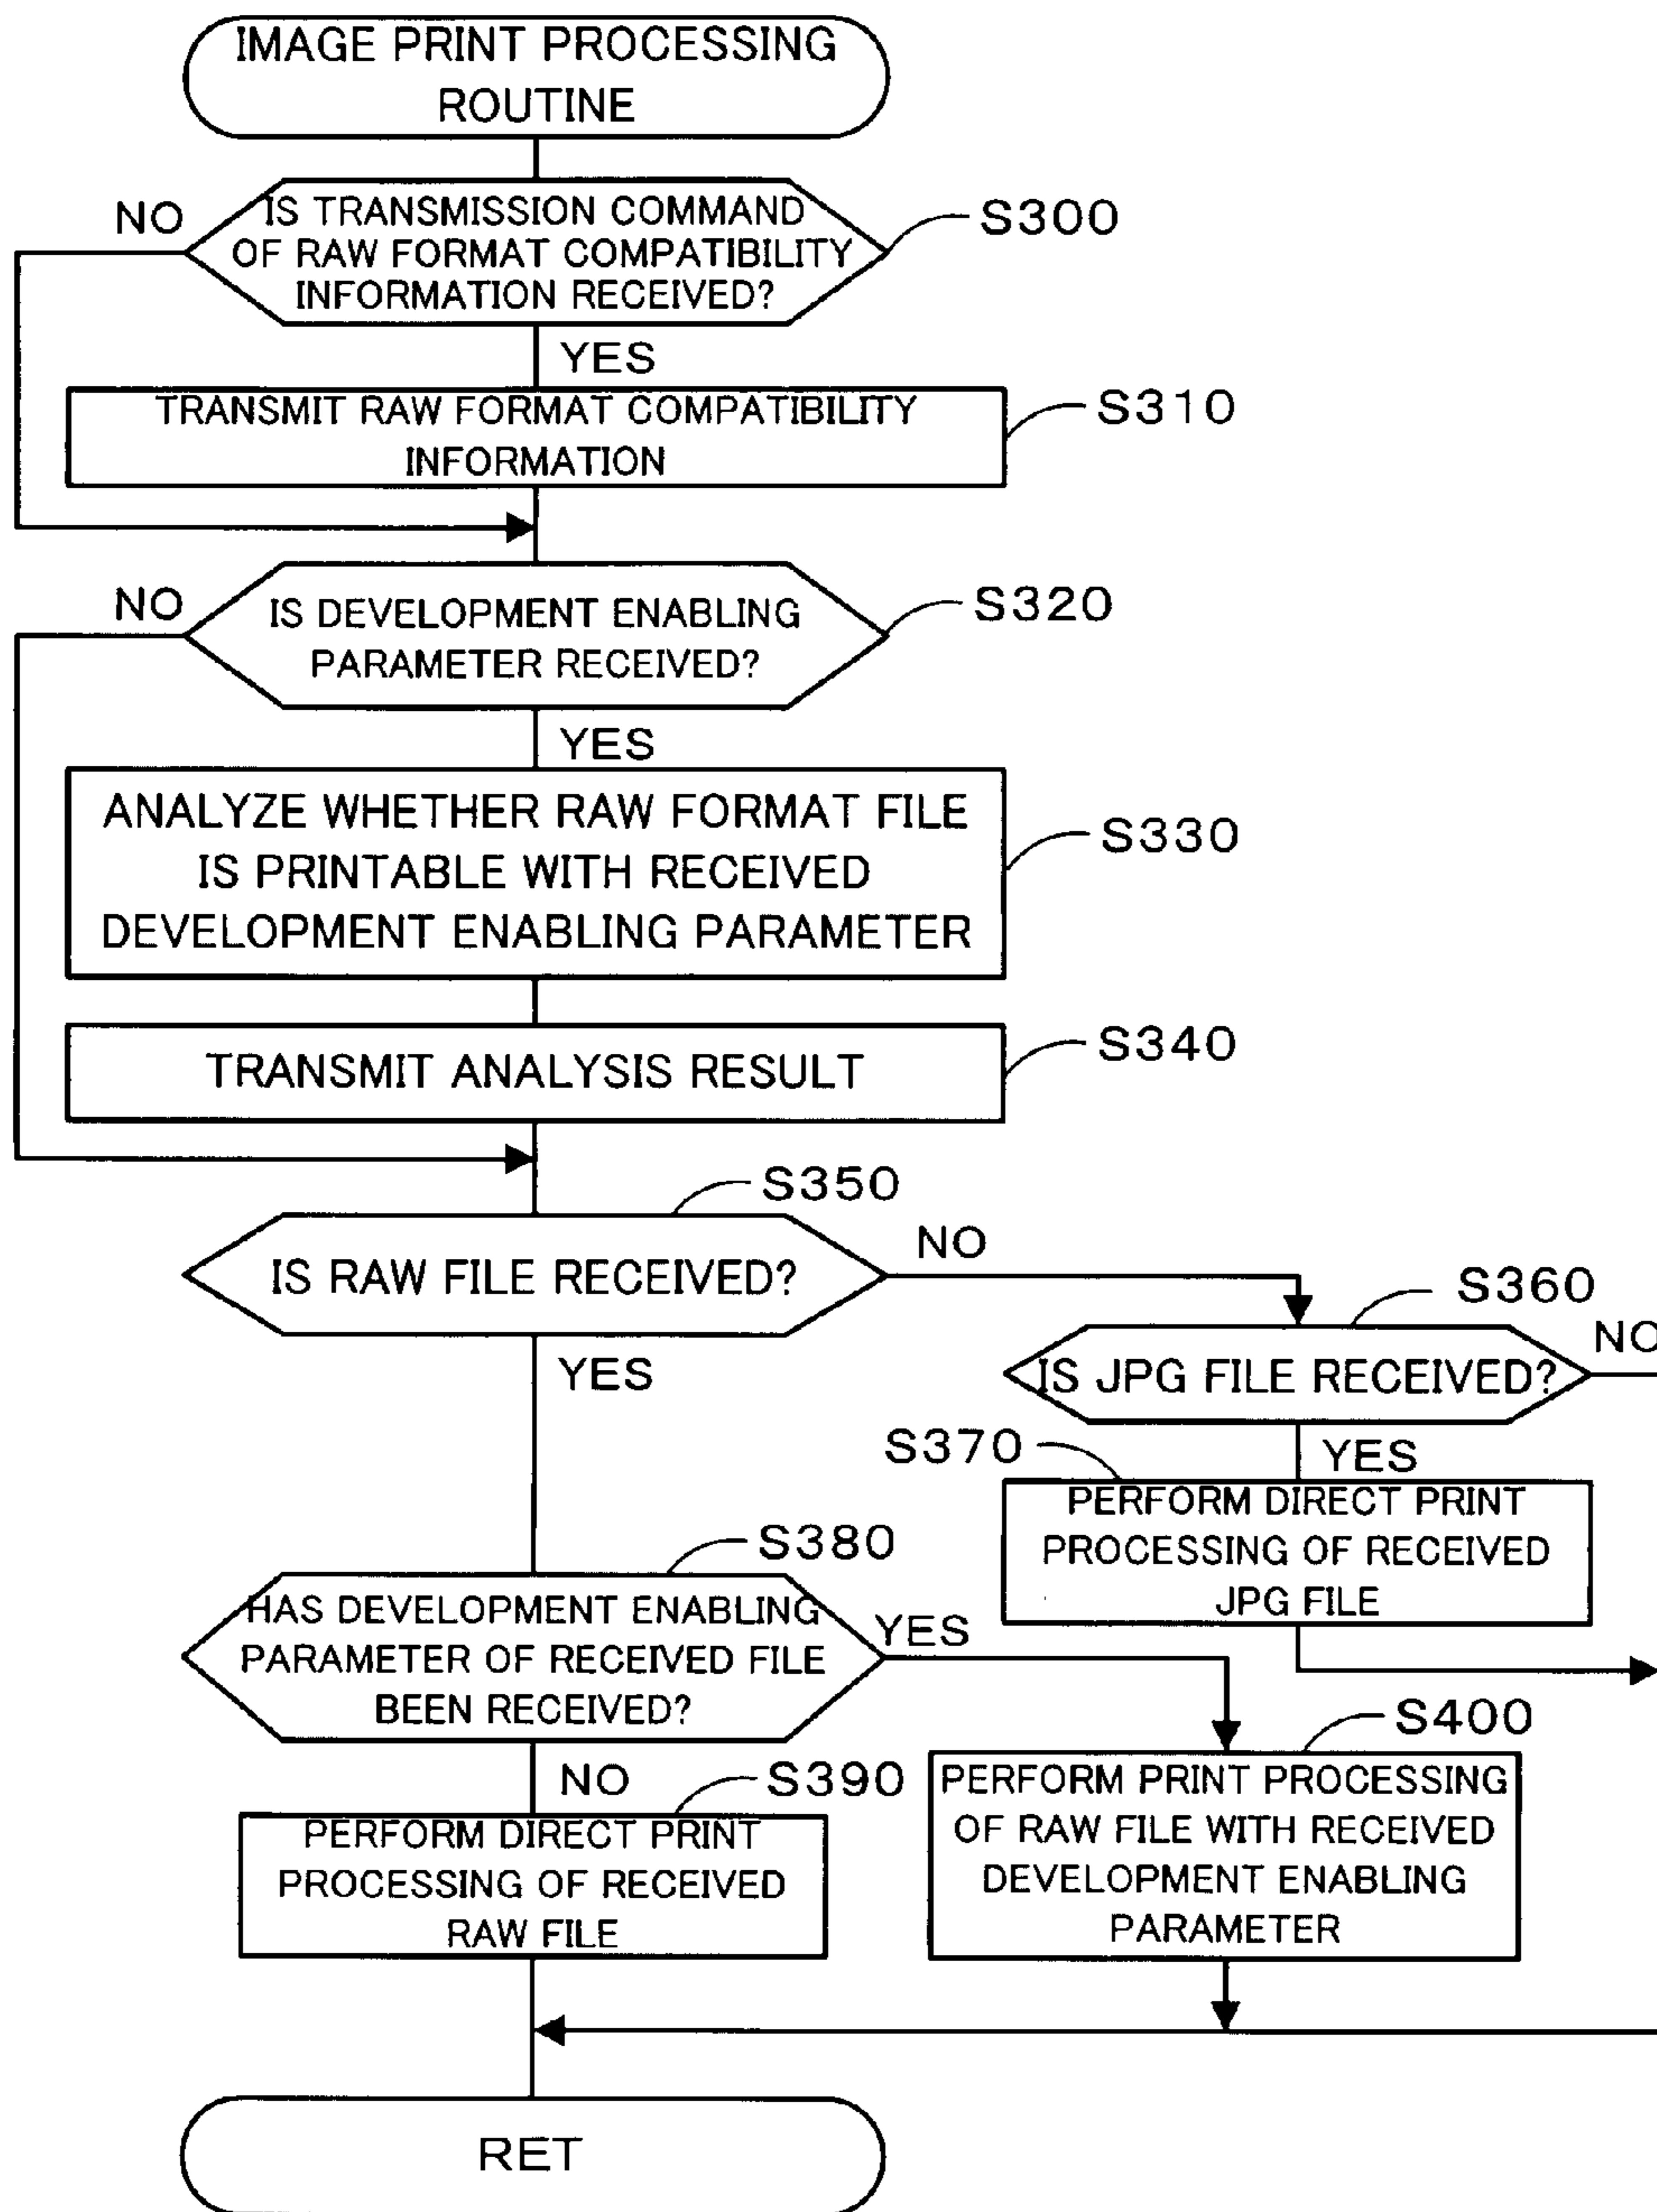 IMAGE PRINT PROCESSING
ROUTINE
NO
IS TRANSMISSION COMMAND
OF RAW FORMAT COMPATIBILITY
INFORMATION RECEIVED?
S300
YES
TRANSMIT RAW FORMAT COMPATIBILITY
INFORMATION
S310
NO
IS DEVELOPMENT ENABLING
PARAMETER RECEIVED?
S320
YES
ANALYZE WHETHER RAW FORMAT FILE
IS PRINTABLE WITH RECEIVED
DEVELOPMENT ENABLING PARAMETER
S330
TRANSMIT ANALYSIS RESULT
S340
S350
IS RAW FILE RECEIVED?
NO
YES
S360
IS JPG FILE RECEIVED?
NO
YES
S370
PERFORM DIRECT PRINT
PROCESSING OF RECEIVED
JPG FILE
S380
HAS DEVELOPMENT ENABLING
PARAMETER OF RECEIVED FILE
BEEN RECEIVED?
YES
NO
S390
PERFORM DIRECT PRINT
PROCESSING OF RECEIVED
RAW FILE
S400
PERFORM PRINT PROCESSING
OF RAW FILE WITH RECEIVED
DEVELOPMENT ENABLING
PARAMETER
RET